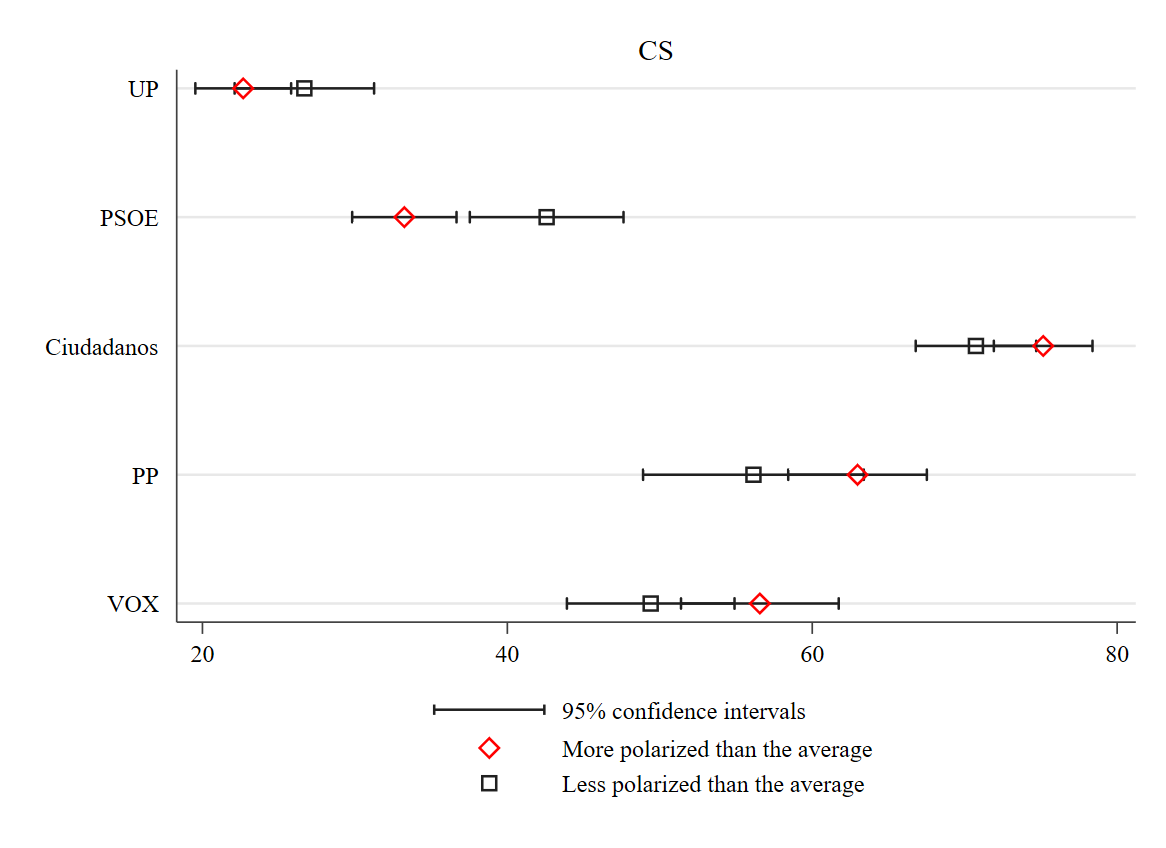 CS
UP
PSOE
Ciudadanos
PP
VOX
20 40 60 80
95% confidence intervals
More polarized than the average
Less polarized than the average